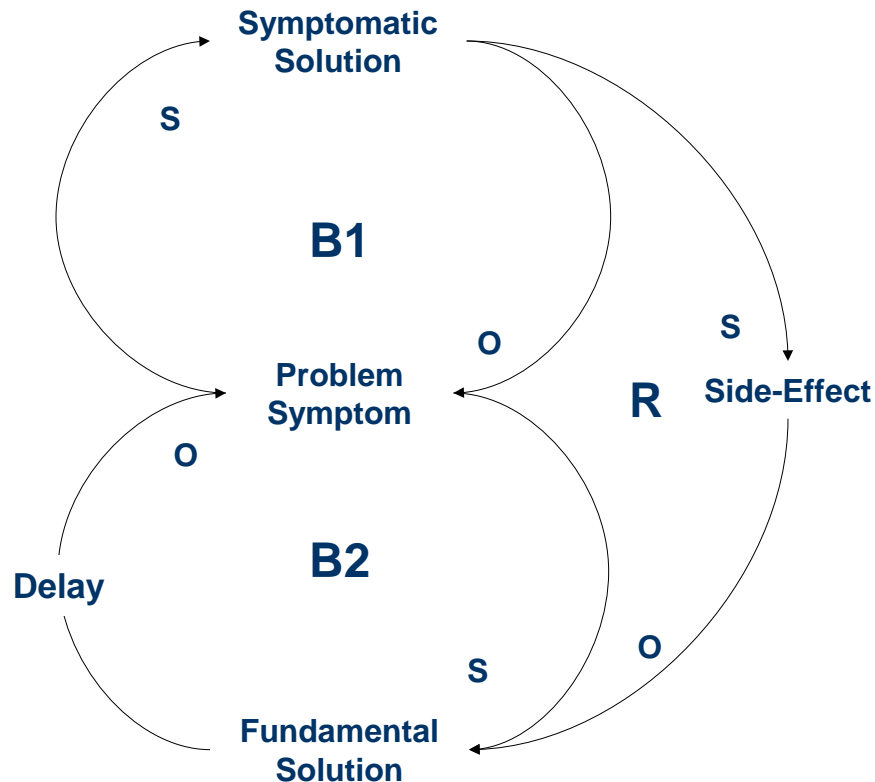 Symptomatic
Solution
S
B1
S
O
Problem
Symptom
R
Side-Effect
O
B2
Delay
O
S
Fundamental
Solution